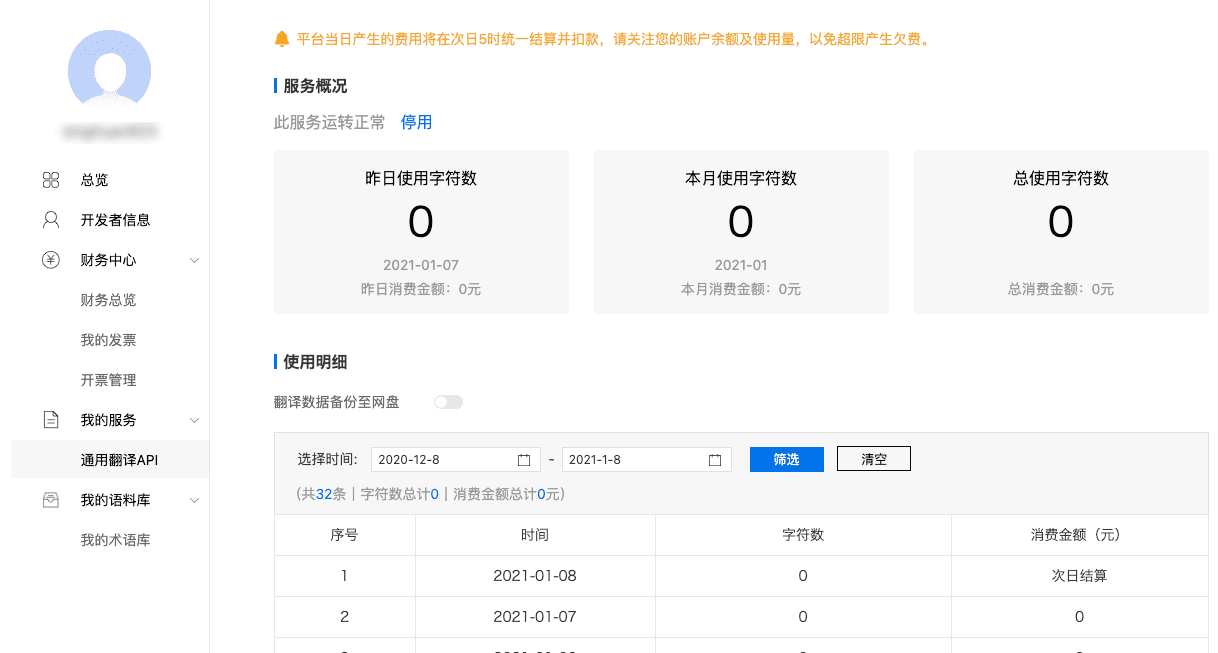 总览
开发者信息
财务中心
财务总览
我的发票
开票管理
我的服务
通用翻译API
我的语料库
我的术语库
平台当日产生的费用将在次日5时统一结算并扣款，请关注您的账户余额及使用量，以免超限产生欠费。
服务概况
此服务运转正常 停用
昨日使用字符数
0
2021-01-07
昨日消费金额：0元
本月使用字符数
0
2021-01
本月消费金额：0元
总使用字符数
0
总消费金额：0元
使用明细
翻译数据备份至网盘
选择时间: 2020-12-8 - 2021-1-8 筛选 清空
(共32条 | 字符数总计0 | 消费金额总计0元)
序号 时间 字符数 消费金额（元）
1 2021-01-08 0 次日结算
2 2021-01-07 0 0